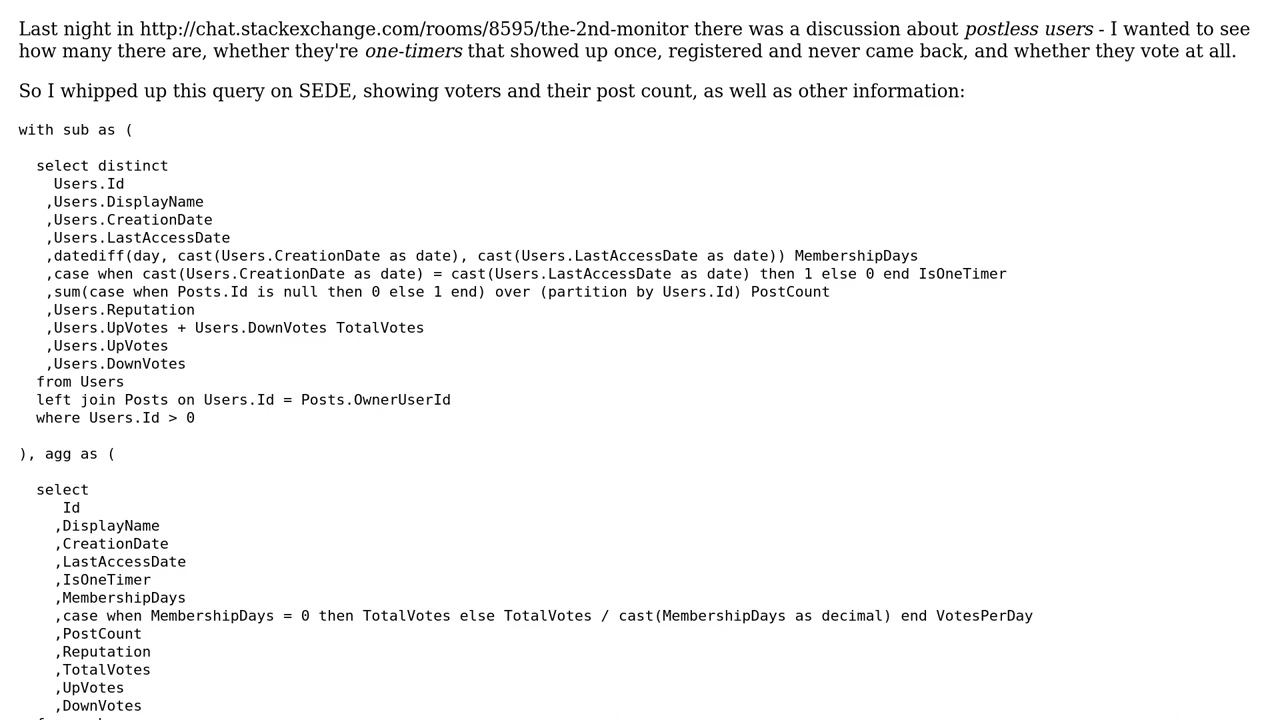 Last night in http://chat.stackexchange.com/rooms/8595/the-2nd-monitor there was a discussion about postless users - I wanted to see
how many there are, whether they're one-timers that showed up once, registered and never came back, and whether they vote at all.
So I whipped up this query on SEDE, showing voters and their post count, as well as other information:
with sub as (
  select distinct
    Users.Id
   ,Users.DisplayName
   ,Users.CreationDate
   ,Users.LastAccessDate
   ,datediff(day, cast(Users.CreationDate as date), cast(Users.LastAccessDate as date)) MembershipDays
   ,case when cast(Users.CreationDate as date) = cast(Users.LastAccessDate as date) then 1 else 0 end IsOneTimer
   ,sum(case when Posts.Id is null then 0 else 1 end) over (partition by Users.Id) PostCount
   ,Users.Reputation
   ,Users.UpVotes + Users.DownVotes TotalVotes
   ,Users.UpVotes
   ,Users.DownVotes
  from Users
  left join Posts on Users.Id = Posts.OwnerUserId
  where Users.Id > 0
), agg as (
  select
     Id
    ,DisplayName
    ,CreationDate
    ,LastAccessDate
    ,IsOneTimer
    ,MembershipDays
    ,case when MembershipDays = 0 then TotalVotes else TotalVotes / cast(MembershipDays as decimal) end VotesPerDay
    ,PostCount
    ,Reputation
    ,TotalVotes
    ,UpVotes
    ,DownVotes